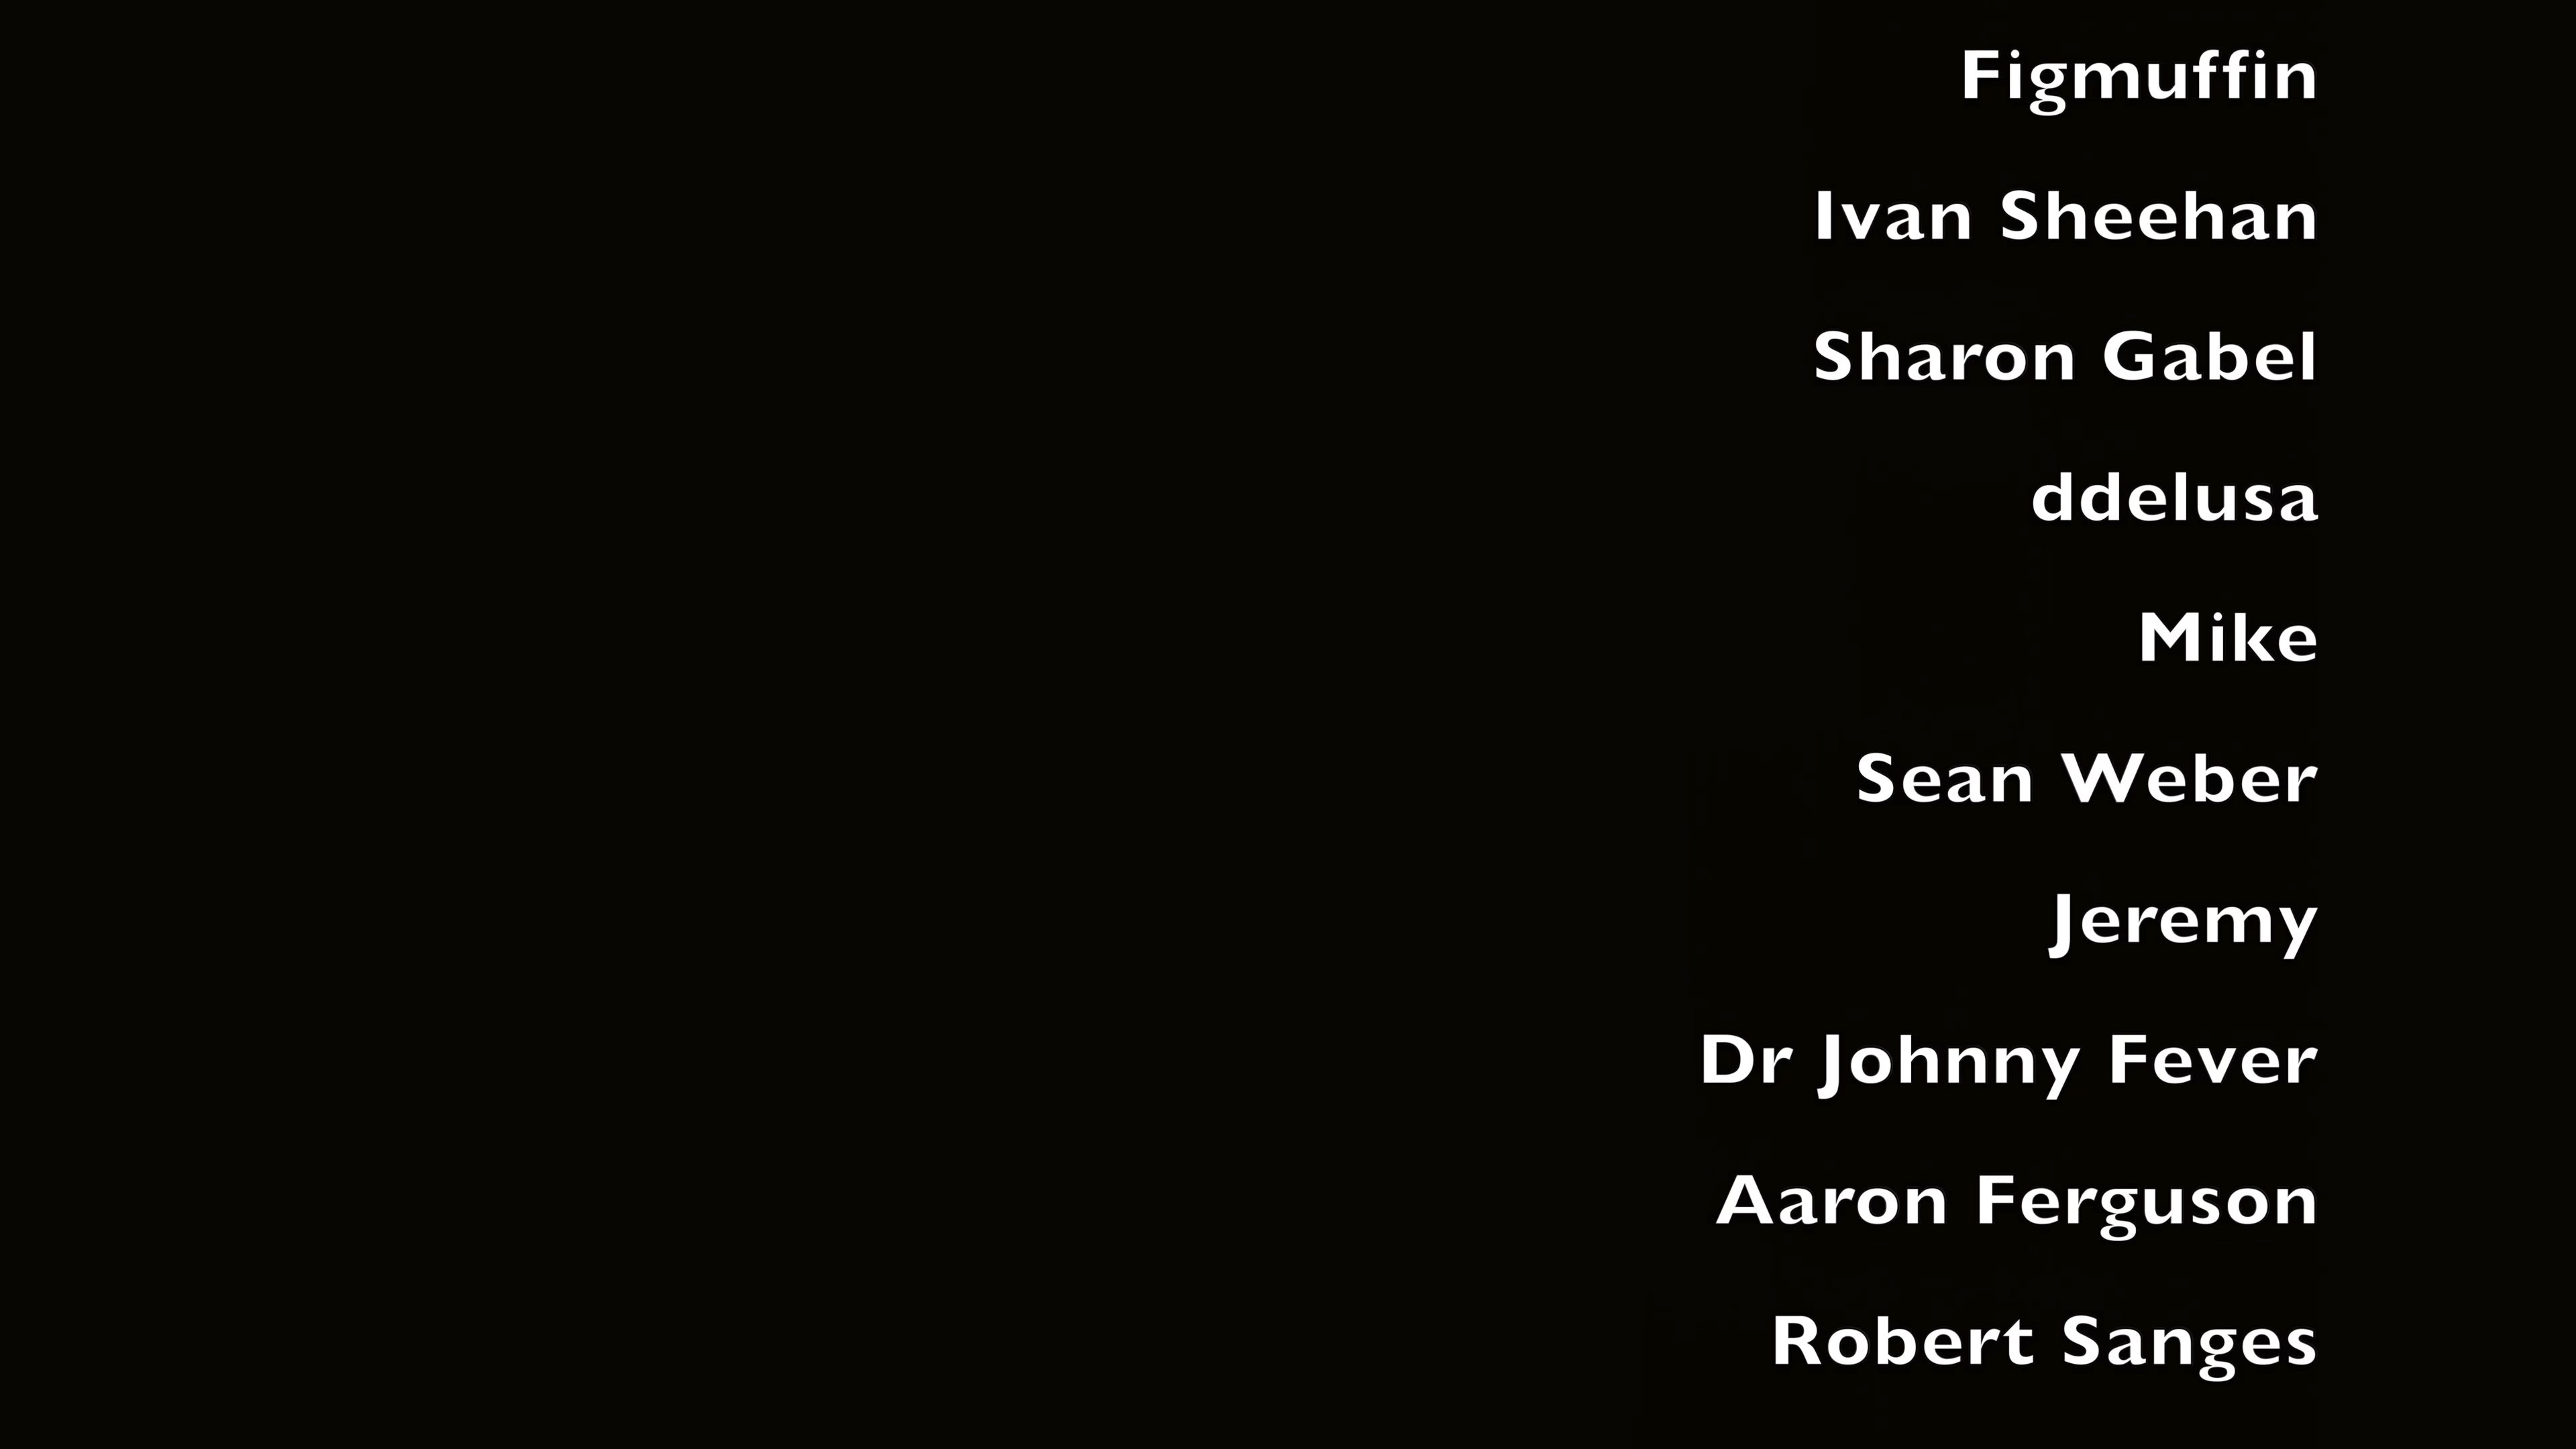 Figmuffin
Ivan Sheehan
Sharon Gabel
ddelusa
Mike
Sean Weber
Jeremy
Dr Johnny Fever
Aaron Ferguson
Robert Sanges